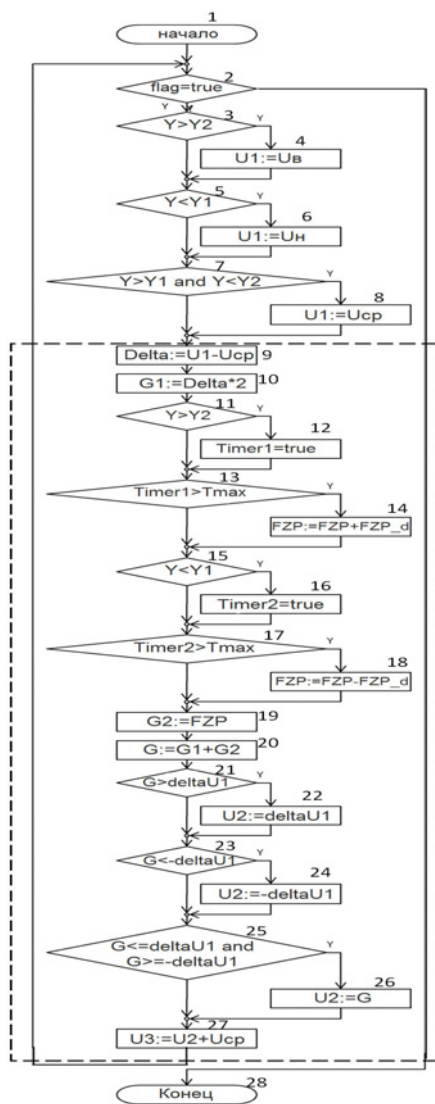 1
начало
2
flag=true
Y
3
Y>Y2
Y
4
U1:=Uв
5
Y<Y1
Y
6
U1:=Uн
7
Y>Y1 and Y<Y2
Y
8
U1:=Uср
Delta:=U1-Uср
9
G1:=Delta*2
10
11
Y>Y2
Y
12
Timer1=true
13
Timer1>Tmax
Y
14
FZP:=FZP+FZP_d
15
Y<Y1
Y
16
Timer2=true
17
Timer2>Tmax
Y
18
FZP:=FZP-FZP_d
G2:=FZP
19
G:=G1+G2
20
21
G>deltaU1
Y
22
U2:=deltaU1
23
G<-deltaU1
Y
24
U2:=-deltaU1
25
G<=deltaU1 and
G>=-deltaU1
Y
26
U2:=G
27
U3:=U2+Uср
28
Конец